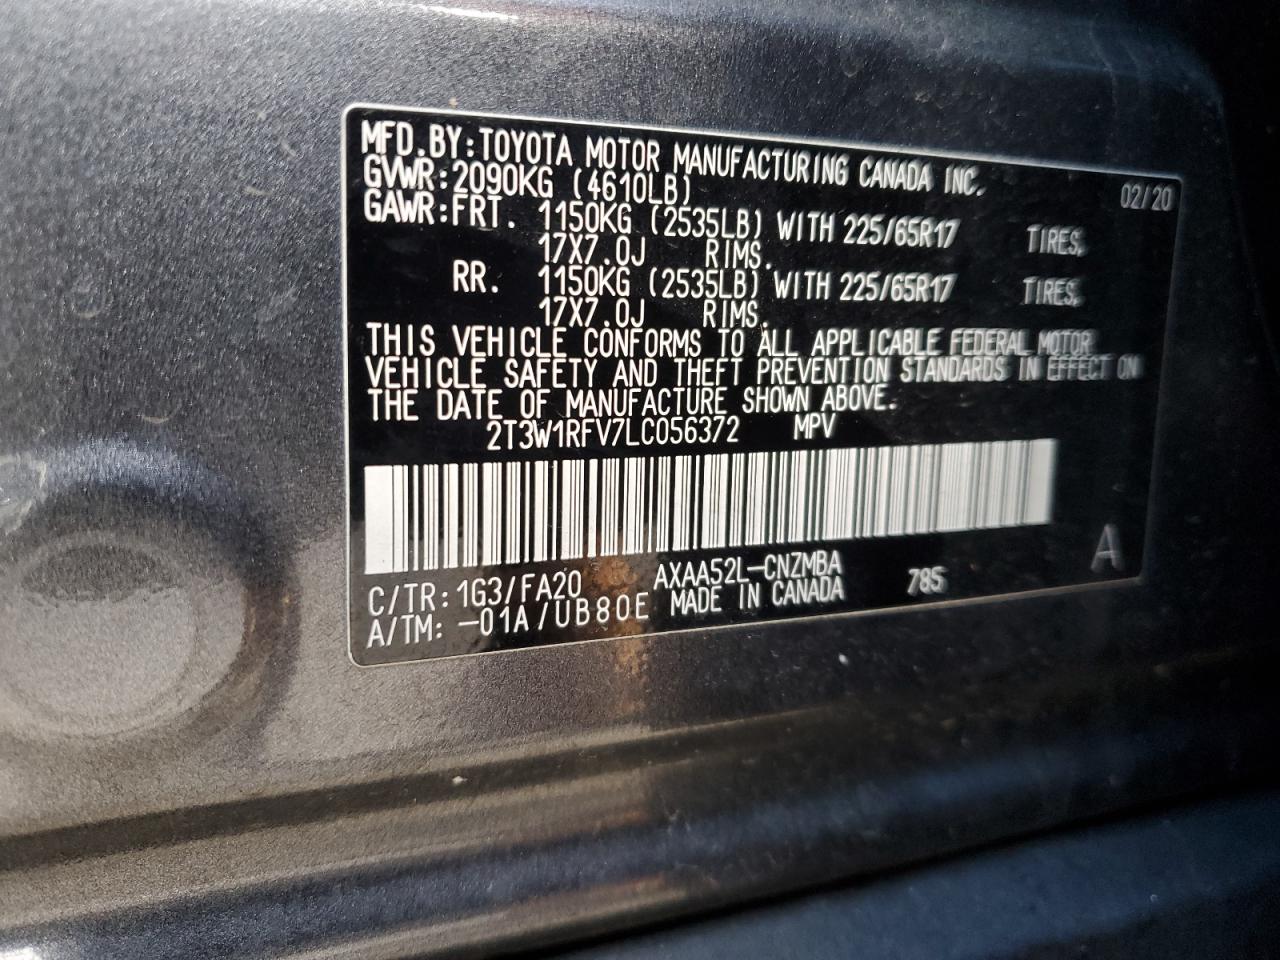 MFD.BY:TOYOTA MOTOR MANUFACTURING CANADA INC.
GVWR:2090KG (4610LB) 02/20
GAWR:FRT. 1150KG (2535LB) WITH 225/65R17 TIRES,
17X7.0J RIMS.
RR. 1150KG (2535LB) WITH 225/65R17 TIRES,
17X7.0J RIMS.
THIS VEHICLE CONFORMS TO ALL APPLICABLE FEDERAL MOTOR
VEHICLE SAFETY AND THEFT PREVENTION STANDARDS IN EFFECT ON
THE DATE OF MANUFACTURE SHOWN ABOVE.
2T3W1RFV7LC056372 MPV
C/TR:1G3/FA20 AXAA52L-CNZMBA 785 A
A/TM: -01A/UB80E MADE IN CANADA